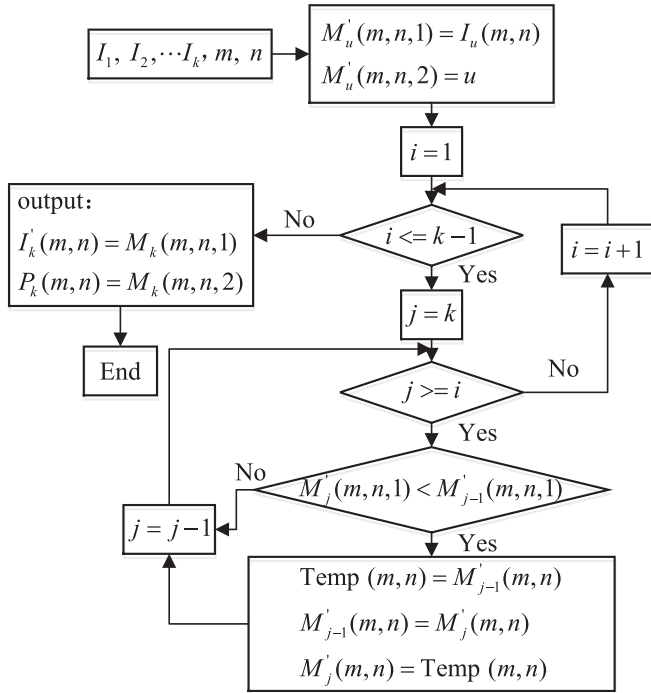 I₁, I₂, ⋯Iₖ, m, n
M'ᵤ(m,n,1) = Iᵤ(m,n)
M'ᵤ(m,n,2) = u
i = 1
i <= k − 1
No
Yes
output：
I'ₖ(m,n) = Mₖ(m,n,1)
Pₖ(m,n) = Mₖ(m,n,2)
End
i = i+1
j = k
j >= i
No
Yes
M'ⱼ(m,n,1) < M'ⱼ₋₁(m,n,1)
No
Yes
j = j−1
Temp (m,n) = M'ⱼ₋₁(m,n)
M'ⱼ₋₁(m,n) = M'ⱼ(m,n)
M'ⱼ(m,n) = Temp (m,n)